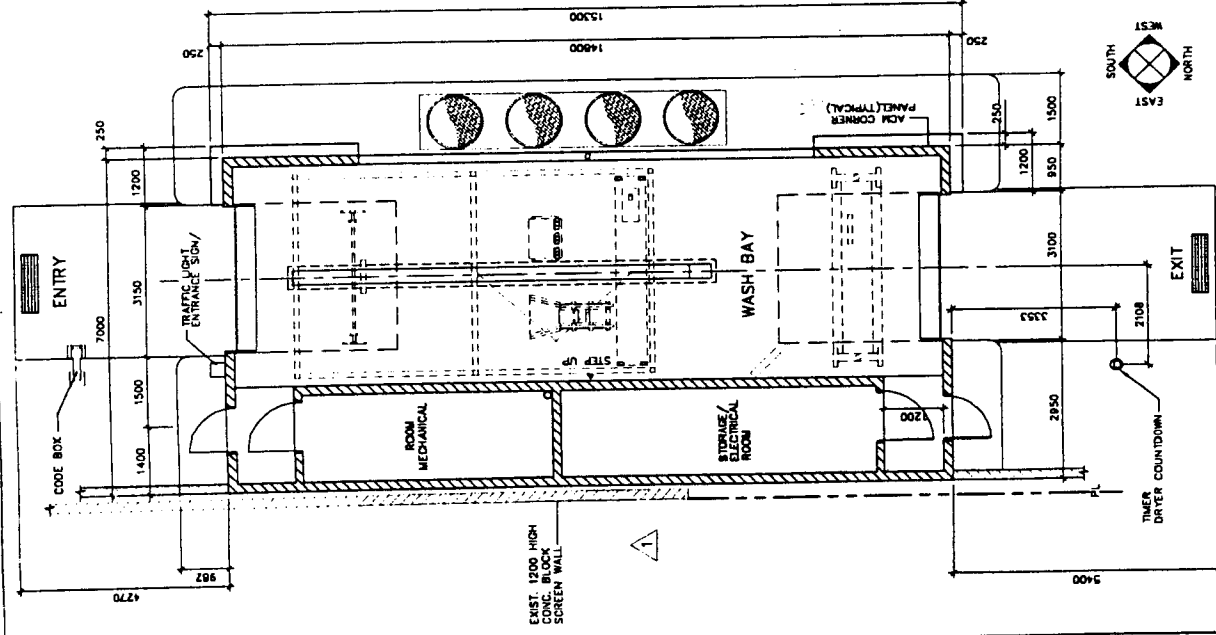 15300
14800
250
250
SOUTH
WEST
EAST
NORTH
250
1200
3150
7000
1500
1400
ENTRY
TRAFFIC LIGHT
ENTRANCE SIGN/
CODE BOX
982
4270
ACM CORNER
PANEL(TYPICAL)
250
1500
1200
950
WASH BAY
STEP UP
ROOM
MECHANICAL
STORAGE/
ELECTRICAL
ROOM
1200
EXIST. 1200 HIGH
CONC. BLOCK
SCREEN WALL
1
3100
2950
3353
2108
EXIT
TIMER
DRYER COUNTDOWN
PL
5400